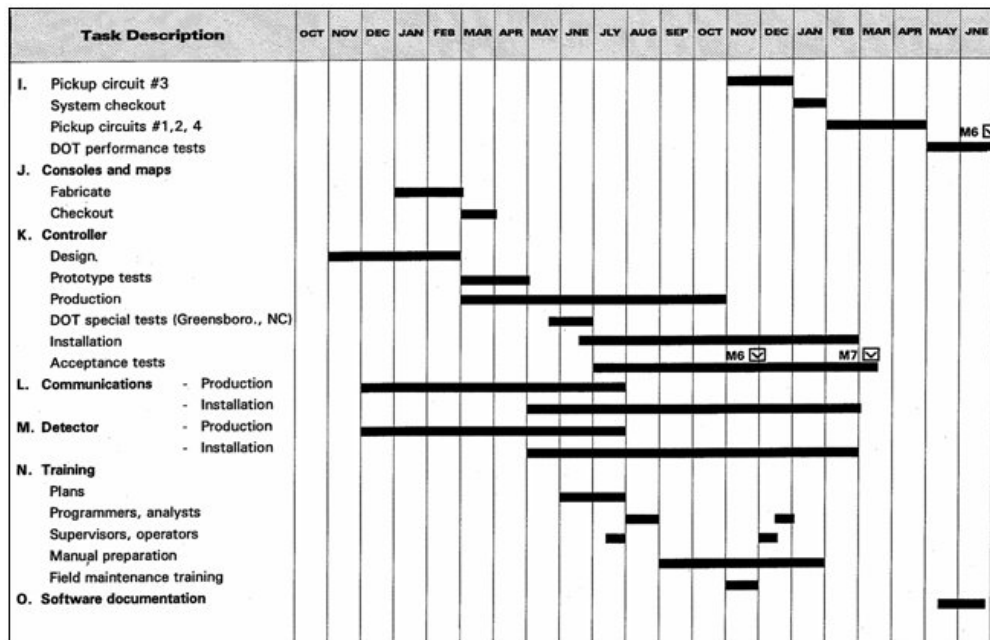 Task Description OCT NOV DEC JAN FEB MAR APR MAY JNE JLY AUG SEP OCT NOV DEC JAN FEB MAR APR MAY JNE
I. Pickup circuit #3
System checkout
Pickup circuits #1,2, 4
M6
DOT performance tests
J. Consoles and maps
Fabricate
Checkout
K. Controller
Design.
Prototype tests
Production
DOT special tests (Greensboro., NC)
Installation
M6 M7
Acceptance tests
L. Communications - Production
- Installation
M. Detector - Production
- Installation
N. Training
Plans
Programmers, analysts
Supervisors, operators
Manual preparation
Field maintenance training
O. Software documentation